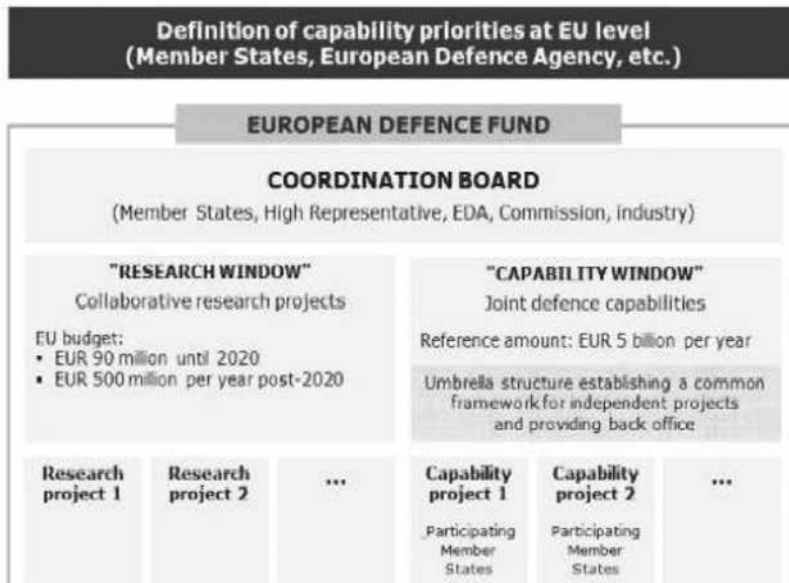 Definition of capability priorities at EU level
(Member States, European Defence Agency, etc.)
EUROPEAN DEFENCE FUND
COORDINATION BOARD
(Member States, High Representative, EDA, Commission, industry)
"RESEARCH WINDOW"
Collaborative research projects
EU budget:
▪ EUR 90 million until 2020
▪ EUR 500 million per year post-2020
"CAPABILITY WINDOW"
Joint defence capabilities
Reference amount: EUR 5 billion per year
Umbrella structure establishing a common
framework for independent projects
and providing back office
Research
project 1
Research
project 2
...
Capability
project 1
Participating
Member
States
Capability
project 2
Participating
Member
States
...